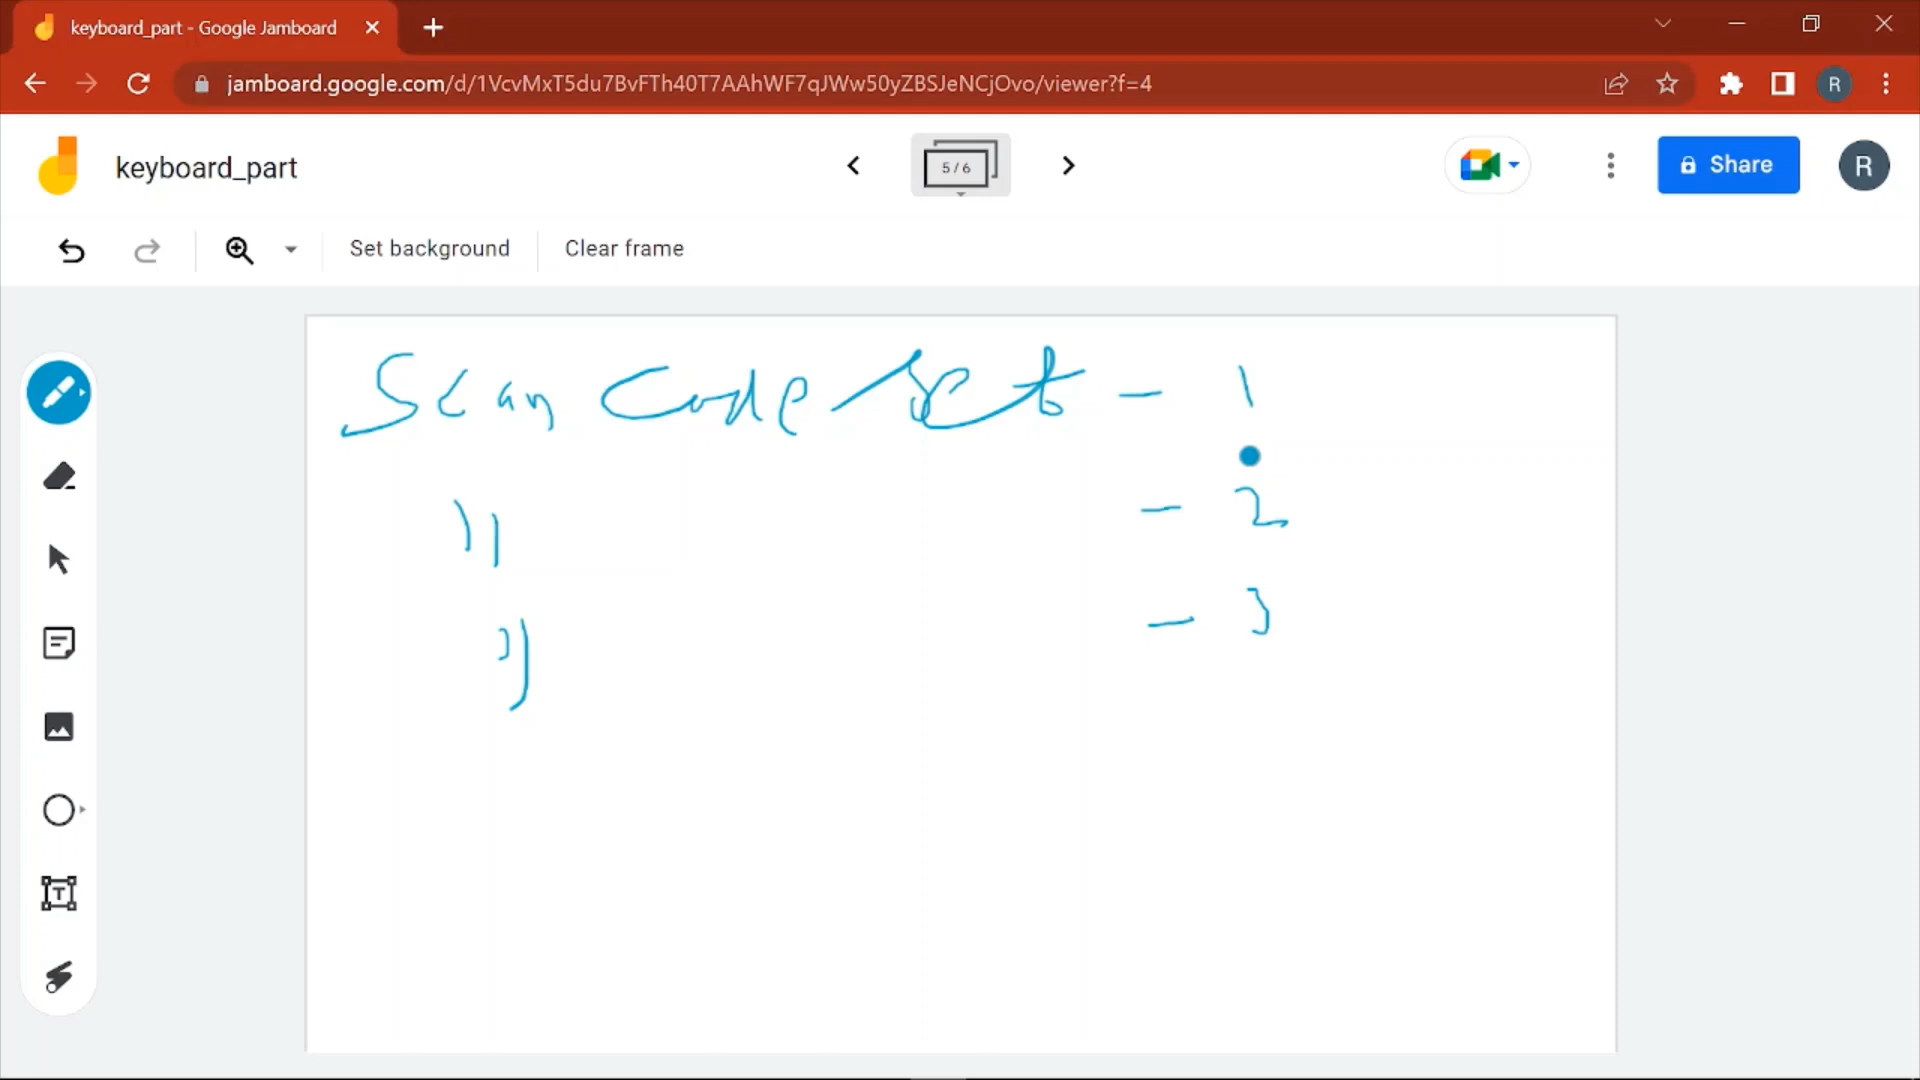 keyboard_part - Google Jamboard
jamboard.google.com/d/1VcvMxT5du7BvFTh40T7AAhWF7qJWw50yZBSJeNCjOvo/viewer?f=4
R
keyboard_part
5 / 6
Share
R
Set background
Clear frame
Scan Code Set - 1
" - 2
" - 3